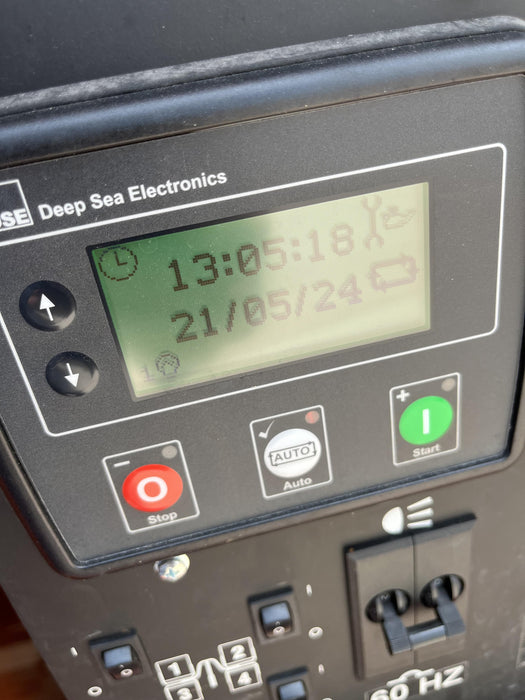 DSE Deep Sea Electronics
13:05:18
21/05/24
1
O
Stop
AUTO
Auto
I
Start
1 2
3 4
60 HZ